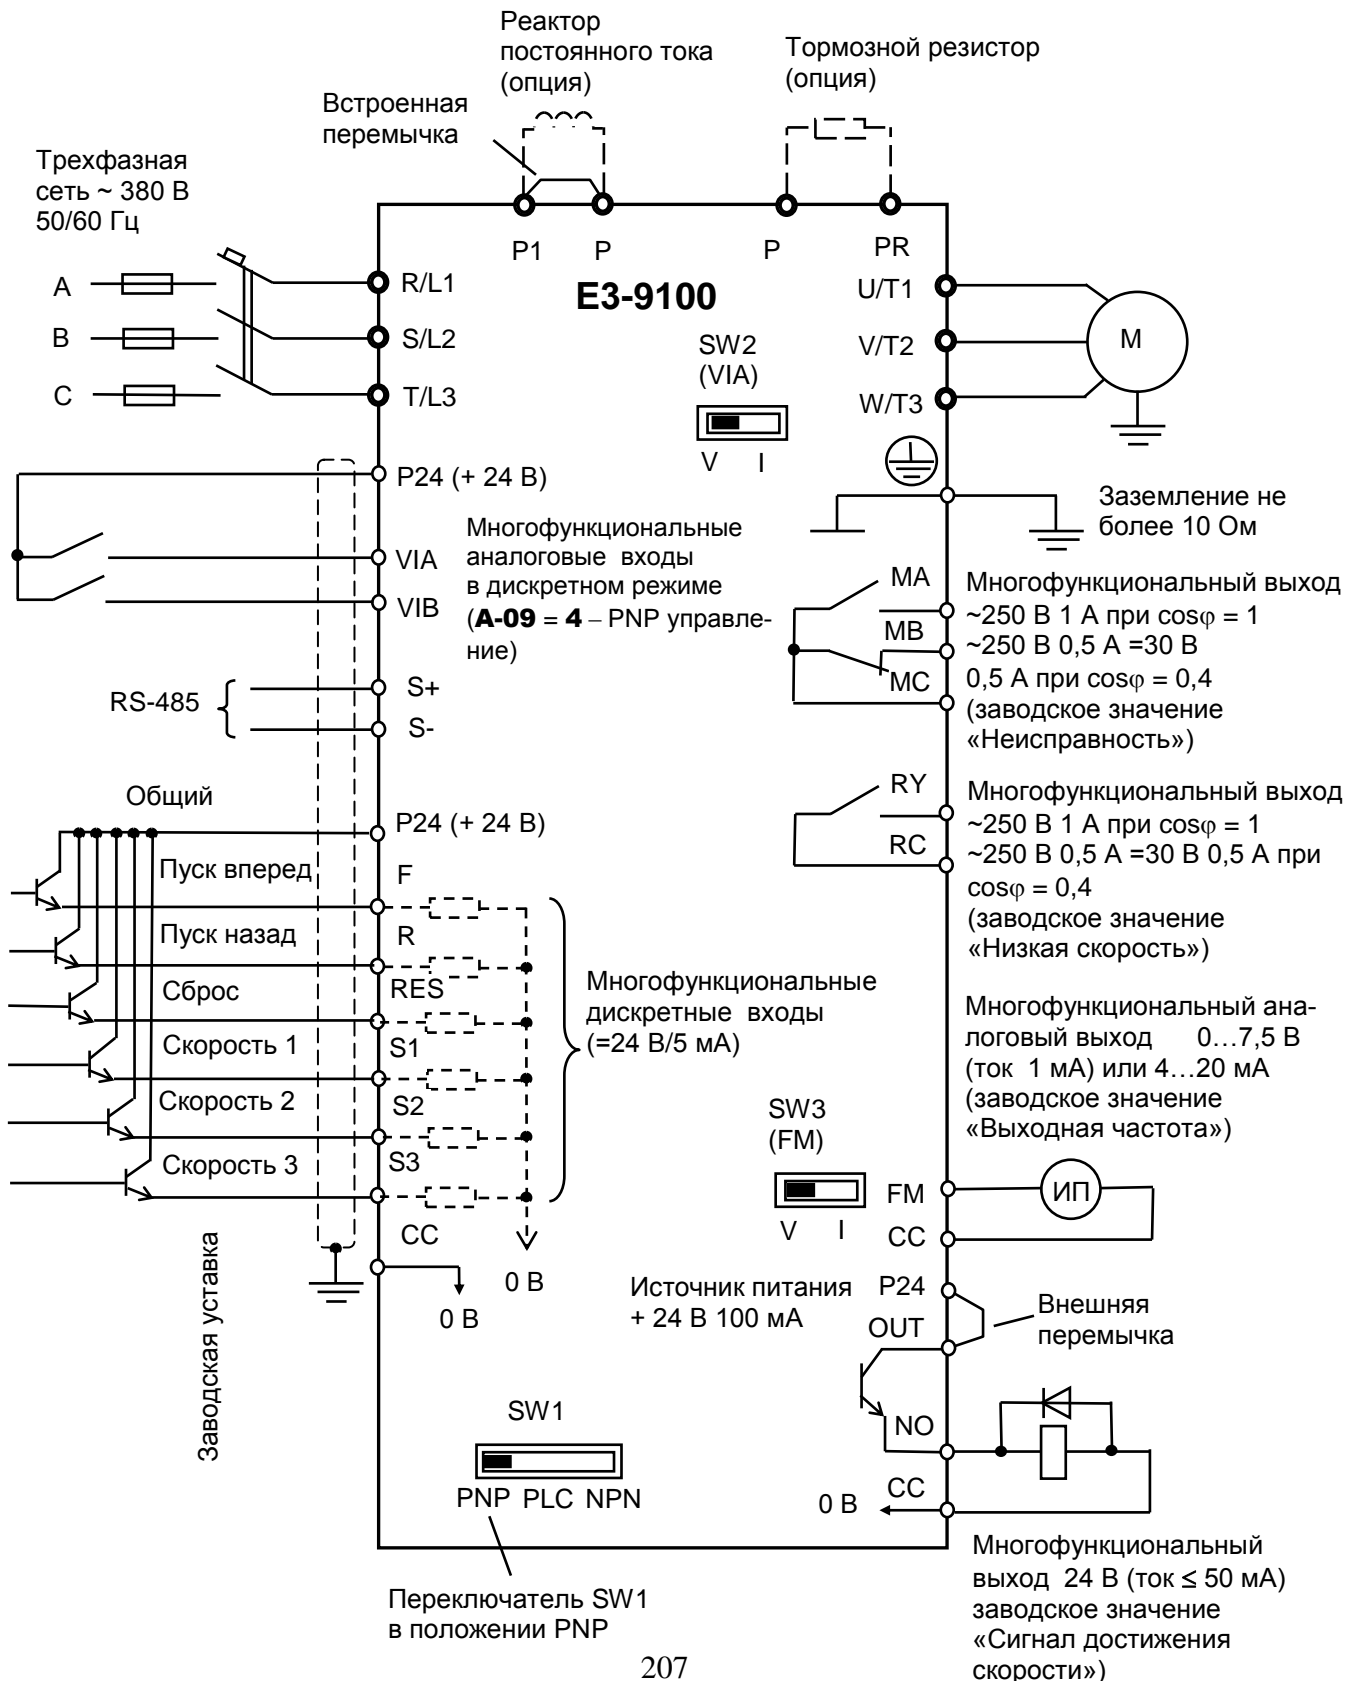 Реактор
постоянного тока
(опция)
Тормозной резистор
(опция)
Встроенная
перемычка
Трехфазная
сеть ~ 380 В
50/60 Гц
P1
P
P
PR
E3-9100
A
B
C
R/L1
S/L2
T/L3
U/T1
V/T2
W/T3
M
SW2
(VIA)
V I
P24 (+ 24 В)
VIA
VIB
Многофункциональные
аналоговые входы
в дискретном режиме
(A-09 = 4 – PNP управле-
ние)
Заземление не
более 10 Ом
RS-485
S+
S-
MA
MB
MC
Многофункциональный выход
~250 В 1 А при cosφ = 1
~250 В 0,5 А =30 В
0,5 А при cosφ = 0,4
(заводское значение
«Неисправность»)
Общий
P24 (+ 24 В)
Пуск вперед
F
Пуск назад
R
Сброс
RES
Скорость 1
S1
Скорость 2
S2
Скорость 3
S3
CC
0 В
0 В
Заводская уставка
Многофункциональные
дискретные входы
(=24 В/5 мА)
RY
RC
Многофункциональный выход
~250 В 1 А при cosφ = 1
~250 В 0,5 А =30 В 0,5 А при
cosφ = 0,4
(заводское значение
«Низкая скорость»)
Многофункциональный ана-
логовый выход 0…7,5 В
(ток 1 мА) или 4…20 мА
(заводское значение
«Выходная частота»)
SW3
(FM)
V I
FM
CC
ИП
Источник питания
+ 24 В 100 мА
P24
OUT
Внешняя
перемычка
NO
CC
0 В
SW1
PNP PLC NPN
Переключатель SW1
в положении PNP
Многофункциональный
выход 24 В (ток ≤ 50 мА)
заводское значение
«Сигнал достижения
скорости»)
207